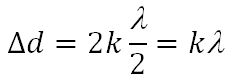 Δd = 2k λ/2 = kλ